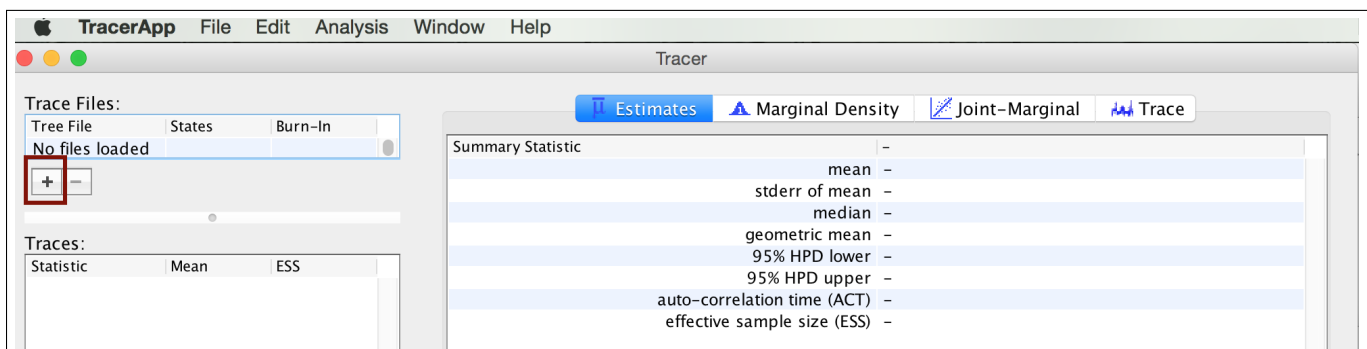 TracerApp File Edit Analysis Window Help
Tracer
Trace Files:
Tree File States Burn-In
No files loaded
+ −
Traces:
Statistic Mean ESS
Estimates Marginal Density Joint-Marginal Trace
Summary Statistic -
mean -
stderr of mean -
median -
geometric mean -
95% HPD lower -
95% HPD upper -
auto-correlation time (ACT) -
effective sample size (ESS) -